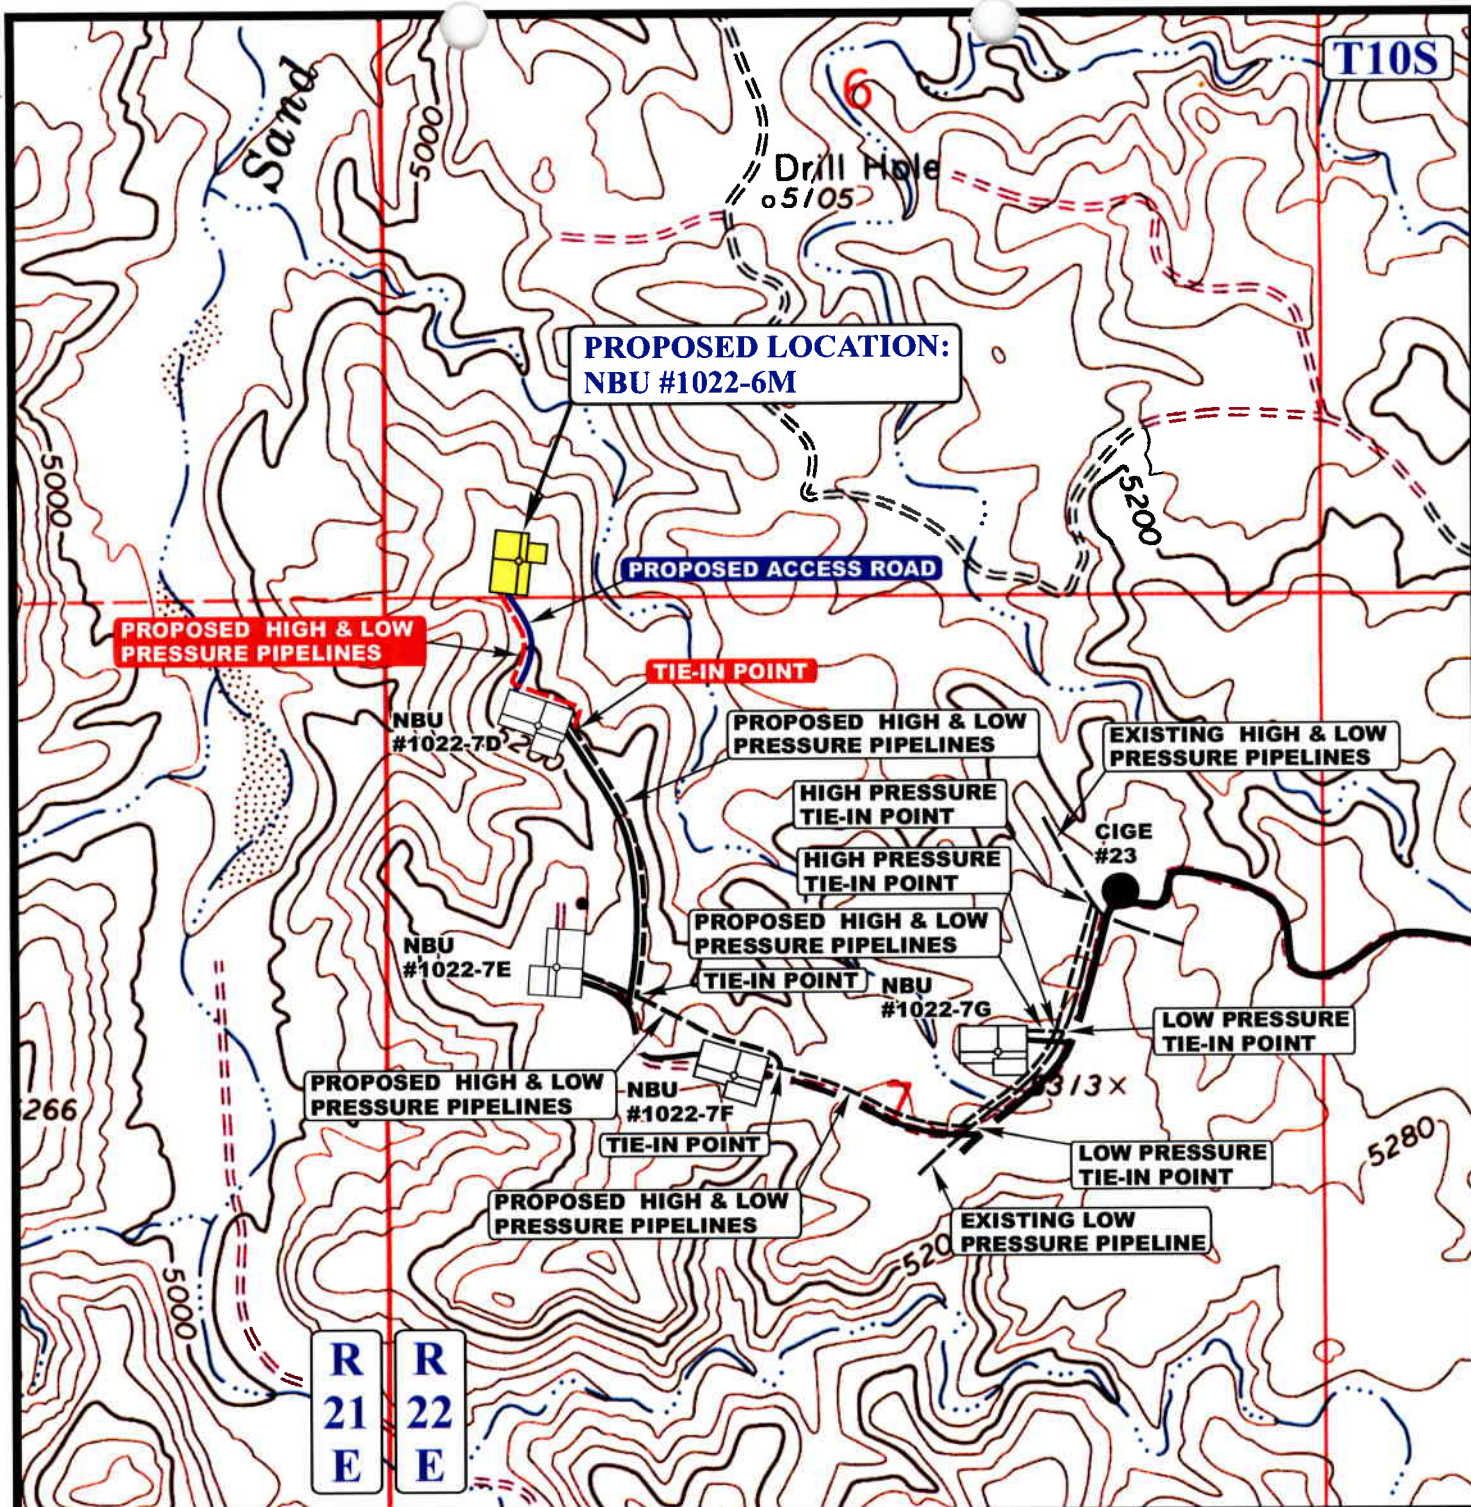 T10S
Sand
5000
6
Drill Hole
5105
PROPOSED LOCATION:
NBU #1022-6M
5000
5200
PROPOSED ACCESS ROAD
PROPOSED HIGH & LOW
PRESSURE PIPELINES
TIE-IN POINT
NBU
#1022-7D
PROPOSED HIGH & LOW
PRESSURE PIPELINES
EXISTING HIGH & LOW
PRESSURE PIPELINES
HIGH PRESSURE
TIE-IN POINT
CIGE
#23
HIGH PRESSURE
TIE-IN POINT
PROPOSED HIGH & LOW
PRESSURE PIPELINES
NBU
#1022-7E
TIE-IN POINT
NBU
#1022-7G
LOW PRESSURE
TIE-IN POINT
PROPOSED HIGH & LOW
PRESSURE PIPELINES
NBU
#1022-7F
7
313×
5266
TIE-IN POINT
5280
LOW PRESSURE
TIE-IN POINT
PROPOSED HIGH & LOW
PRESSURE PIPELINES
EXISTING LOW
PRESSURE PIPELINE
520
5000
R
21
E
R
22
E